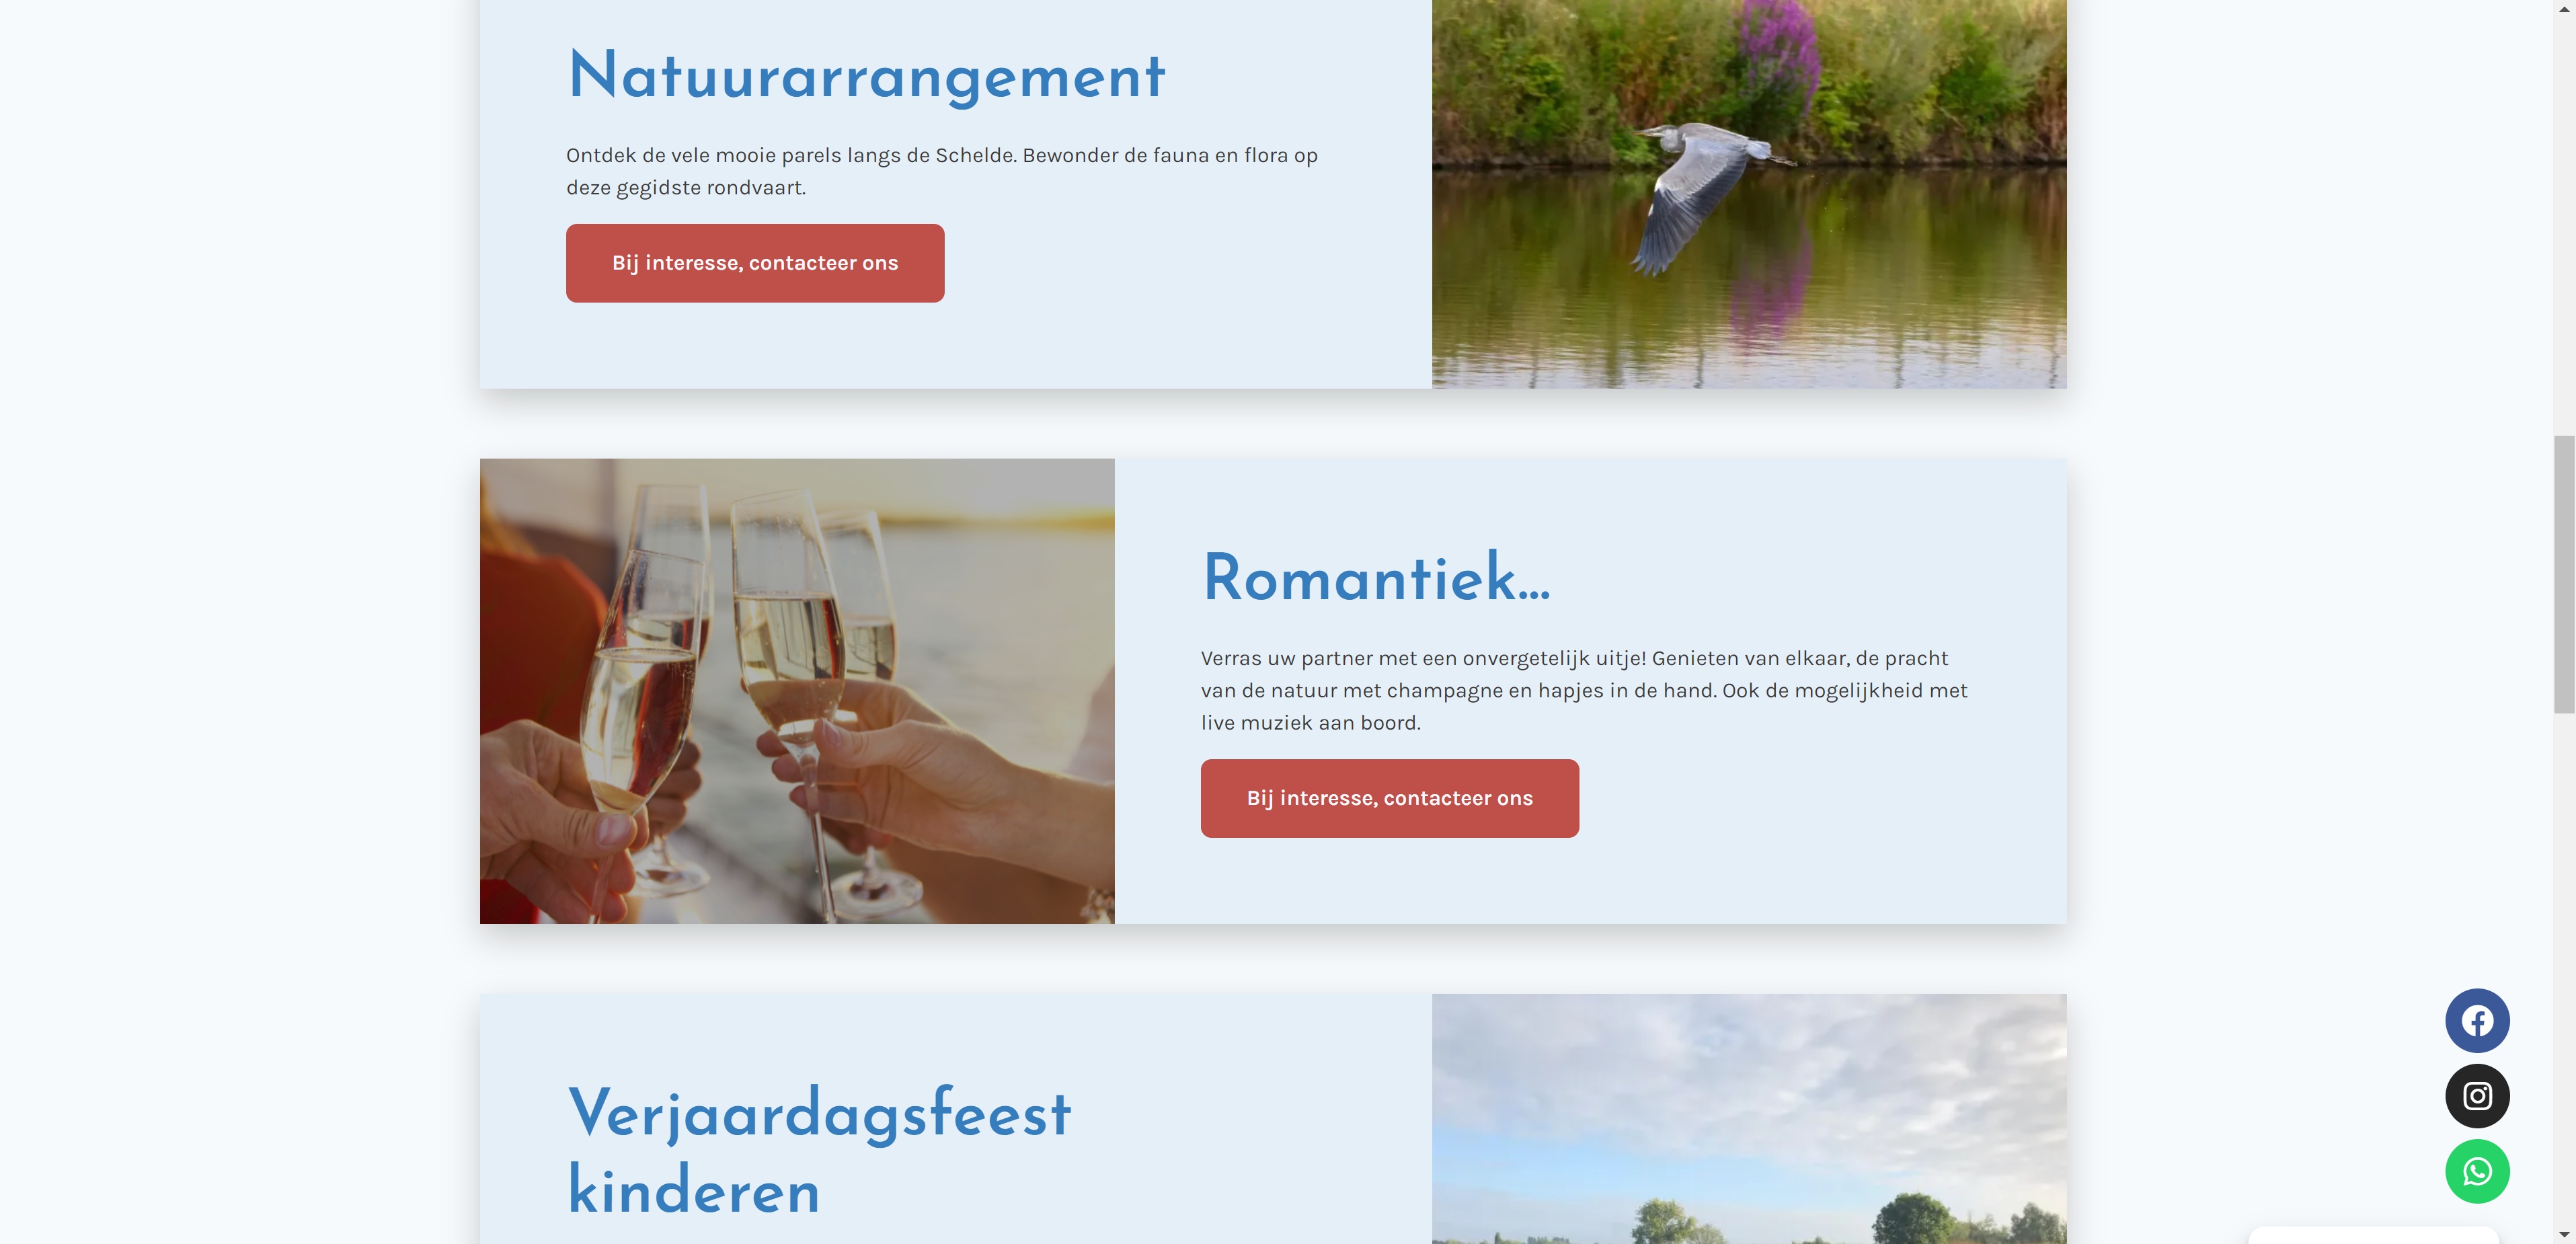 Natuurarrangement
Ontdek de vele mooie parels langs de Schelde. Bewonder de fauna en flora op
deze gegidste rondvaart.
Bij interesse, contacteer ons
Romantiek...
Verras uw partner met een onvergetelijk uitje! Genieten van elkaar, de pracht
van de natuur met champagne en hapjes in de hand. Ook de mogelijkheid met
live muziek aan boord.
Bij interesse, contacteer ons
Verjaardagsfeest
kinderen